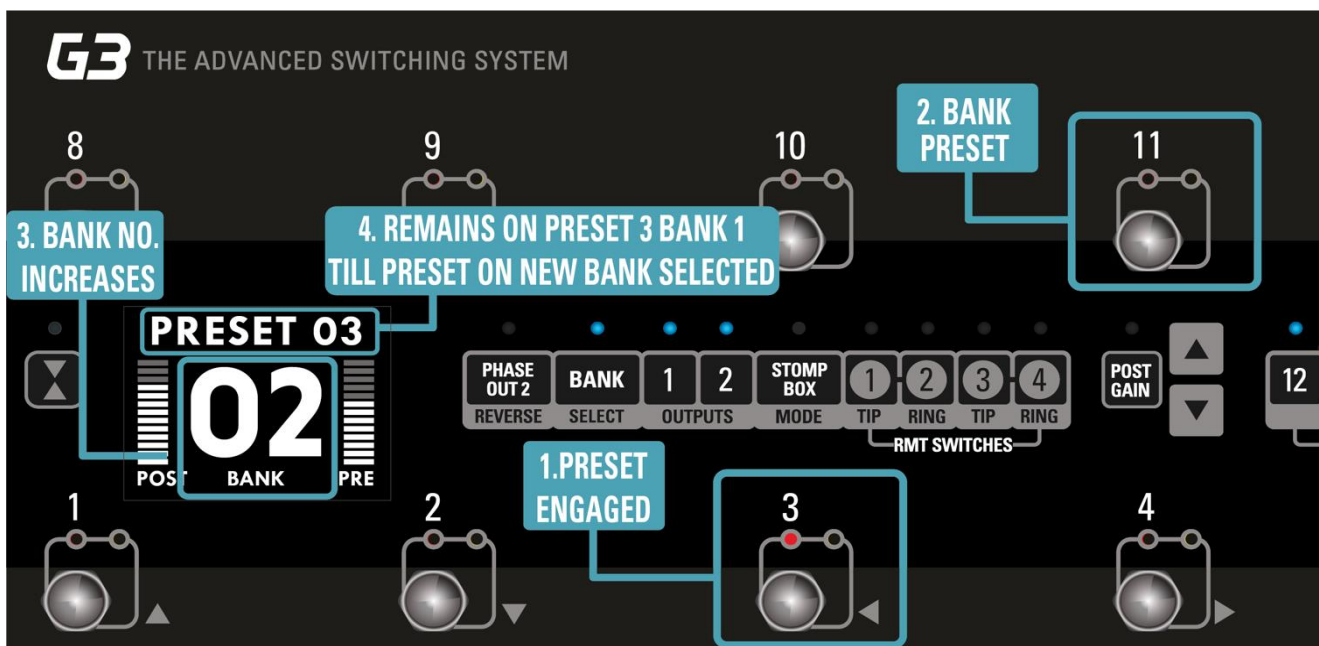 G3 THE ADVANCED SWITCHING SYSTEM
8
9
10
2. BANK
PRESET
11
3. BANK NO.
INCREASES
4. REMAINS ON PRESET 3 BANK 1
TILL PRESET ON NEW BANK SELECTED
PRESET 03
02
POST BANK PRE
PHASE
OUT 2
REVERSE
BANK
SELECT
1 2
OUTPUTS
STOMP
BOX
MODE
1 2 3 4
TIP RING TIP RING
RMT SWITCHES
POST
GAIN
12
1.PRESET
ENGAGED
1
2
3
4